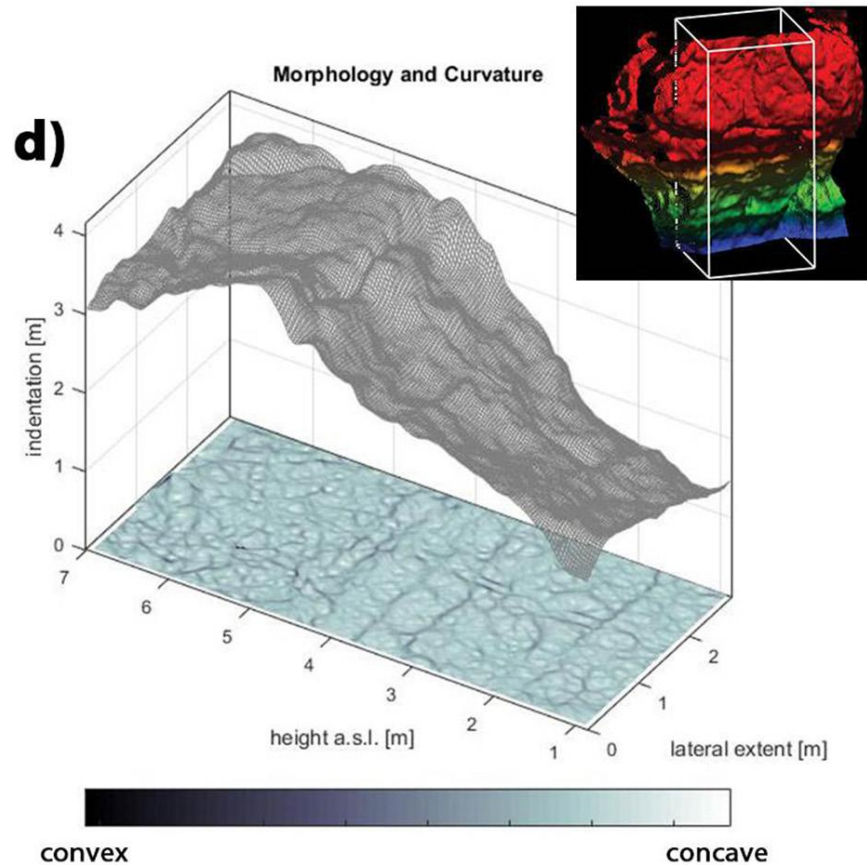 Morphology and Curvature
d)
4
3
2
1
0
indentation [m]
7
6
5
4
3
2
1
height a.s.l. [m]
0
1
2
lateral extent [m]
convex
concave